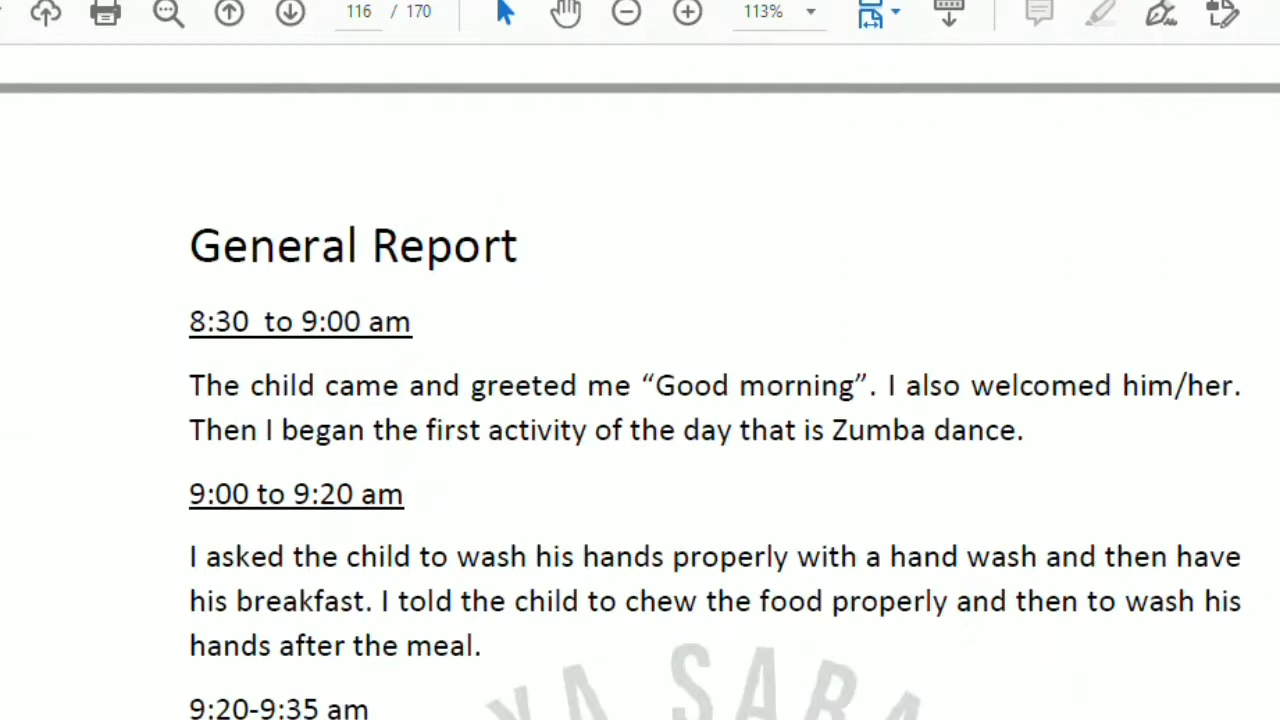 116 / 170
113%
General Report
8:30 to 9:00 am
The child came and greeted me “Good morning”. I also welcomed him/her.
Then I began the first activity of the day that is Zumba dance.
9:00 to 9:20 am
I asked the child to wash his hands properly with a hand wash and then have
his breakfast. I told the child to chew the food properly and then to wash his
hands after the meal.
YA SARA
9:20-9:35 am